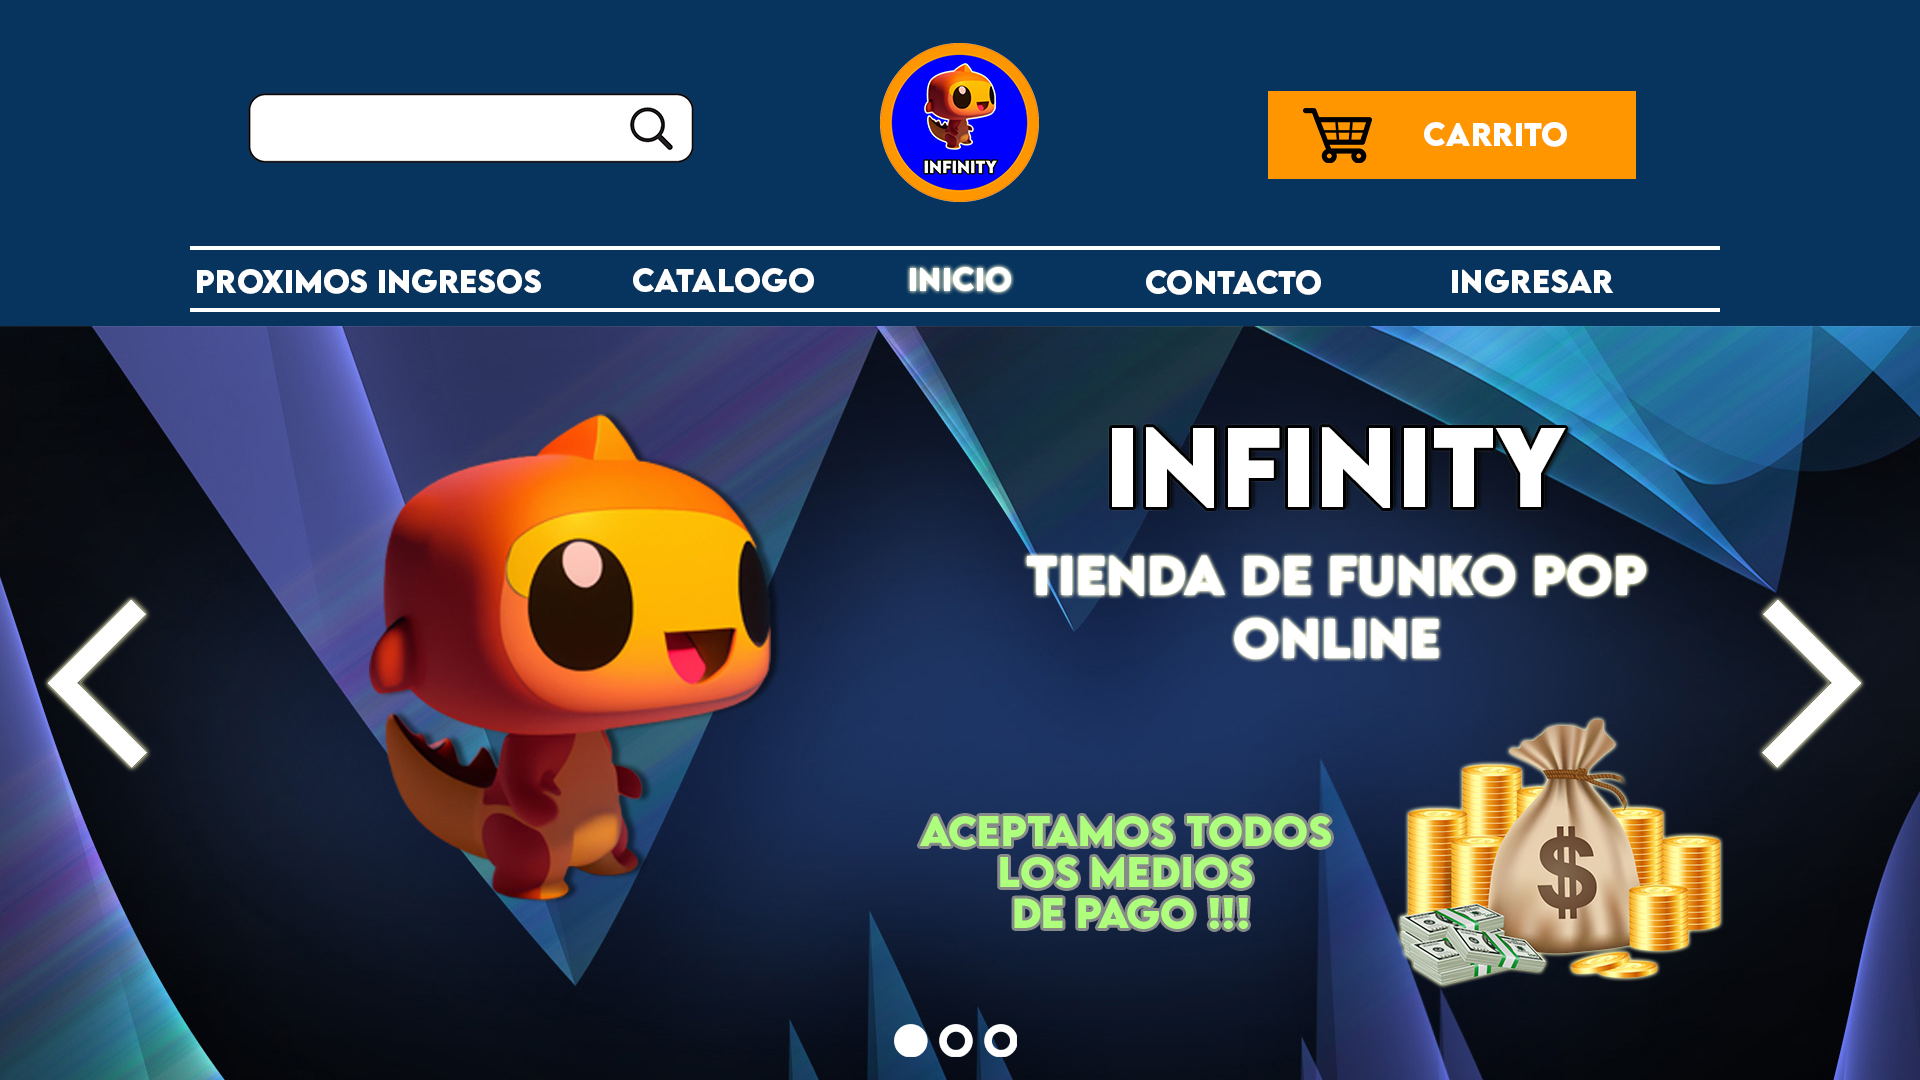 INFINITY
CARRITO
PROXIMOS INGRESOS
CATALOGO
INICIO
CONTACTO
INGRESAR
INFINITY
TIENDA DE FUNKO POP
ONLINE
ACEPTAMOS TODOS
LOS MEDIOS
DE PAGO !!!
$